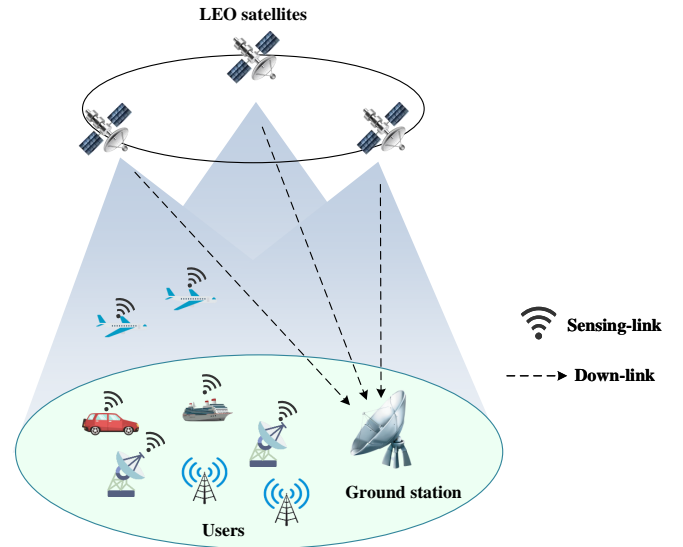 LEO satellites
Sensing-link
Down-link
Ground station
Users